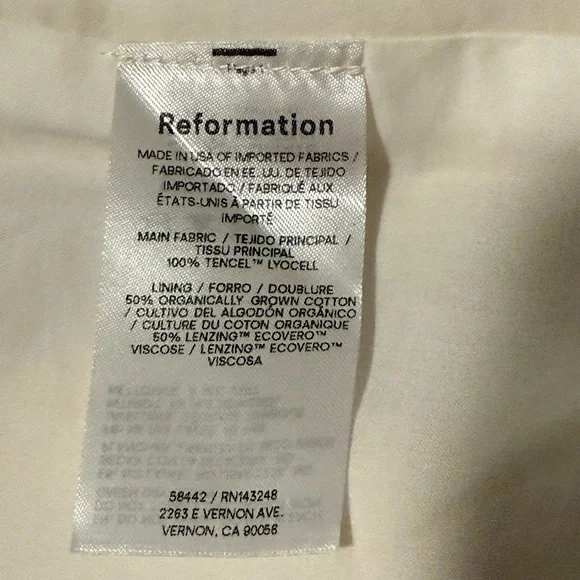 Reformation
MADE IN USA OF IMPORTED FABRICS /
FABRICADO EN EE. UU. DE TEJIDO
IMPORTADO / FABRIQUÉ AUX
ÉTATS-UNIS À PARTIR DE TISSU
IMPORTÉ
MAIN FABRIC / TEJIDO PRINCIPAL /
TISSU PRINCIPAL
100% TENCEL™ LYOCELL
LINING / FORRO / DOUBLURE
50% ORGANICALLY GROWN COTTON
/ CULTIVO DEL ALGODÓN ORGÁNICO
/ CULTURE DU COTON ORGANIQUE
50% LENZING™ ECOVERO™
VISCOSE / LENZING™ ECOVERO™
VISCOSA
58442 / RN143248
2263 E VERNON AVE.
VERNON, CA 90058